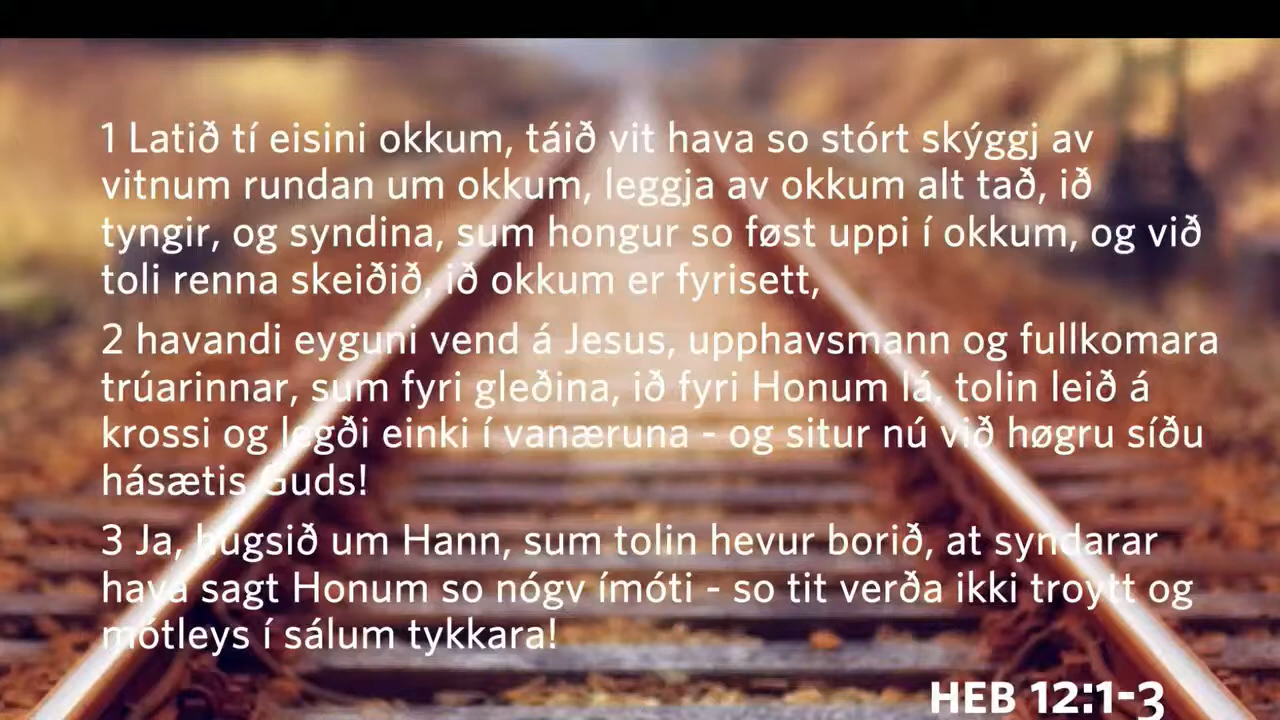 1 Latið tí eisini okkum, táið vit hava so stórt skýggj av
vitnum rundan um okkum, leggja av okkum alt tað, ið
tyngir, og syndina, sum hongur so føst uppi í okkum, og við
toli renna skeiðið, ið okkum er fyrisett,
2 havandi eyguni vend á Jesus, upphavsmann og fullkomara
trúarinnar, sum fyri gleðina, ið fyri Honum lá, tolin leið á
krossi og legði einki í vanæruna - og situr nú við høgru síðu
hásætis Guds!
3 Ja, hugsið um Hann, sum tolin hevur borið, at syndarar
hava sagt Honum so nógv ímóti - so tit verða ikki troytt og
mótleys í sálum tykkara!
HEB 12:1-3